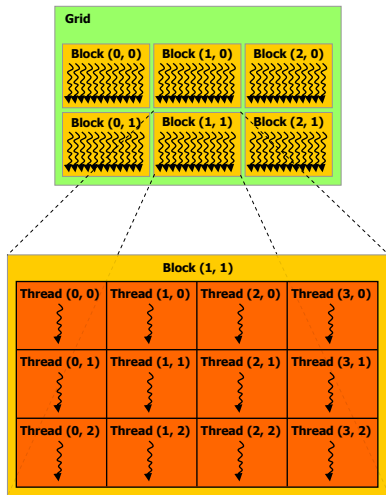 Grid
Block (0, 0) Block (1, 0) Block (2, 0)
Block (0, 1) Block (1, 1) Block (2, 1)
Block (1, 1)
Thread (0, 0) Thread (1, 0) Thread (2, 0) Thread (3, 0)
Thread (0, 1) Thread (1, 1) Thread (2, 1) Thread (3, 1)
Thread (0, 2) Thread (1, 2) Thread (2, 2) Thread (3, 2)